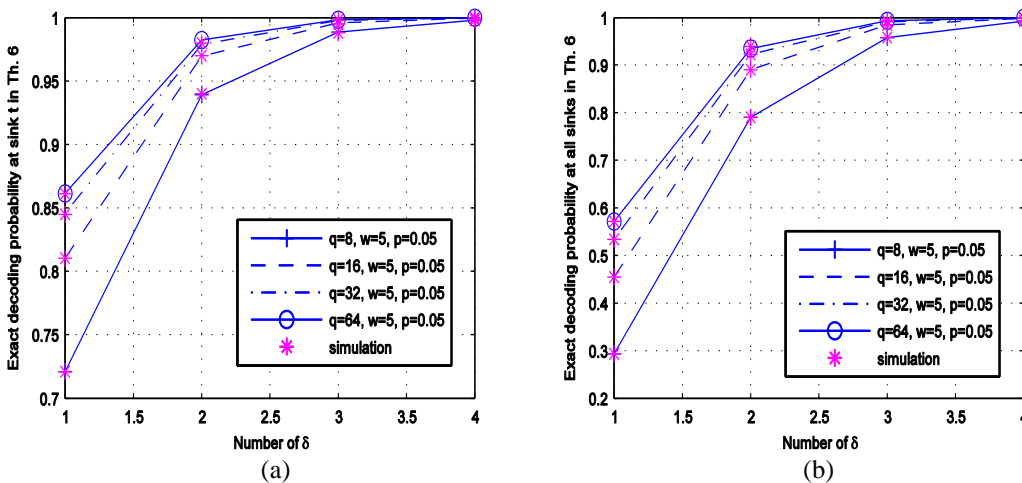 Exact decoding probability at sink t in Th. 6
1
0.95
0.9
0.85
0.8
0.75
0.7
1 1.5 2 2.5 3 3.5 4
Number of δ
q=8, w=5, p=0.05
q=16, w=5, p=0.05
q=32, w=5, p=0.05
q=64, w=5, p=0.05
simulation
(a)
Exact decoding probability at all sinks in Th. 6
1
0.9
0.8
0.7
0.6
0.5
0.4
0.3
0.2
1 1.5 2 2.5 3 3.5 4
Number of δ
q=8, w=5, p=0.05
q=16, w=5, p=0.05
q=32, w=5, p=0.05
q=64, w=5, p=0.05
simulation
(b)